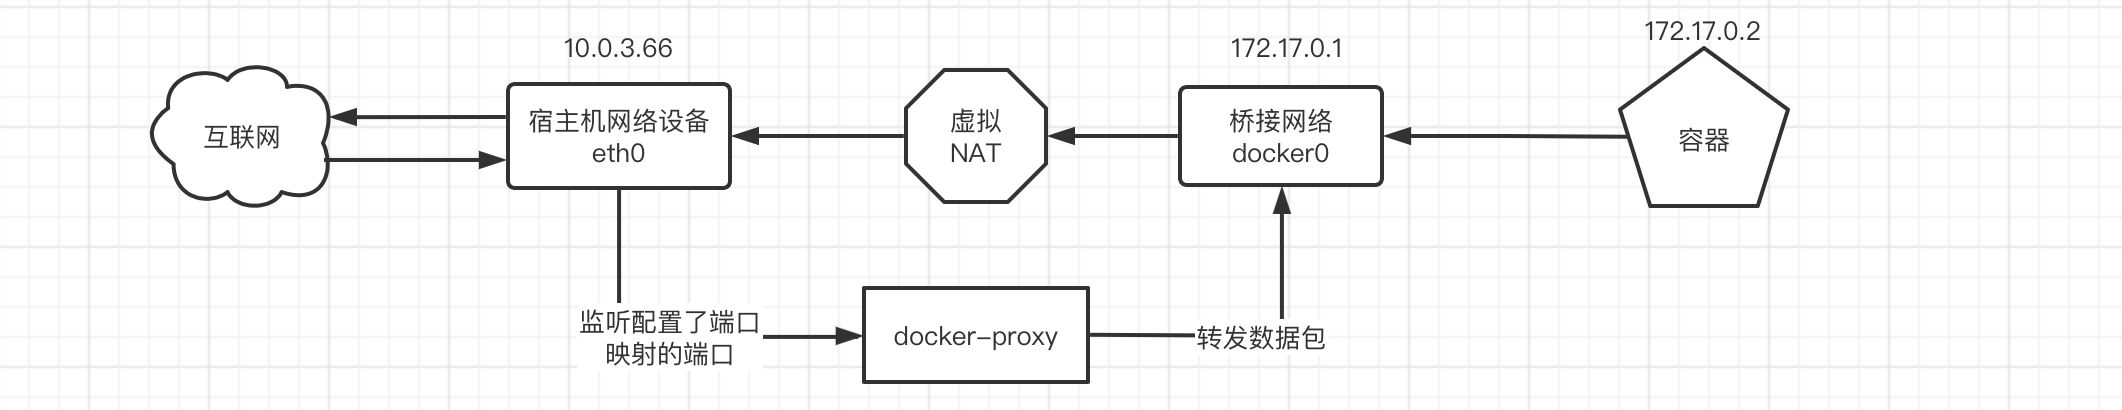 10.0.3.66
172.17.0.1
172.17.0.2
互联网
宿主机网络设备
eth0
虚拟
NAT
桥接网络
docker0
容器
监听配置了端口
映射的端口
docker-proxy
转发数据包